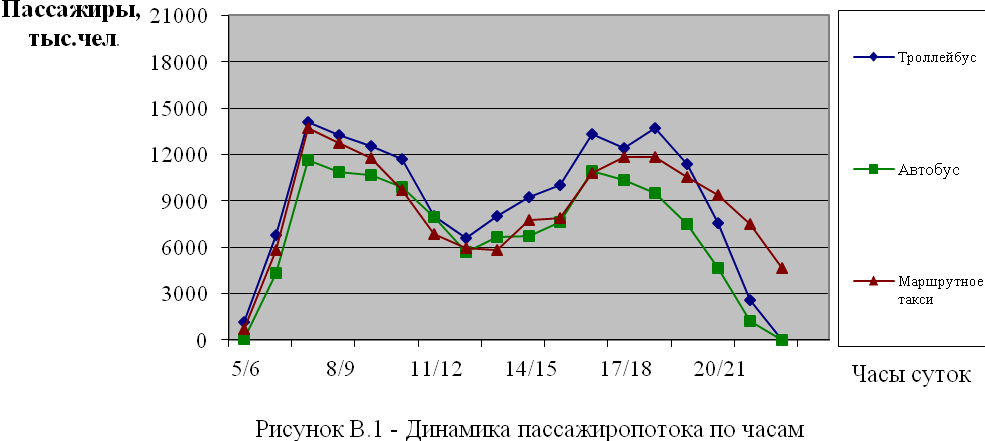 Пассажиры,
тыс.чел.
21000
18000
15000
12000
9000
6000
3000
0
5/6 8/9 11/12 14/15 17/18 20/21
Троллейбус
Автобус
Маршрутное
такси
Часы суток
Рисунок В.1 - Динамика пассажиропотока по часам